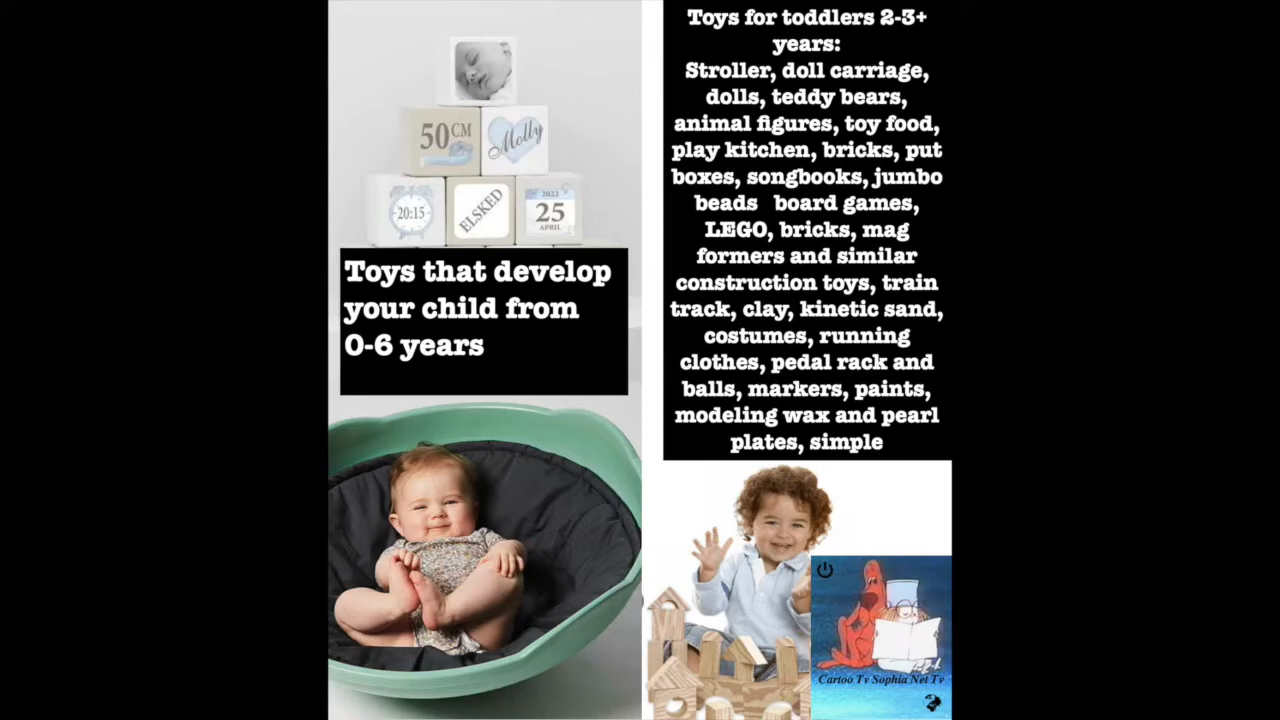 50 CM
Molly
20:15
ELSKED
2022
25
APRIL
Toys that develop
your child from
0-6 years
Toys for toddlers 2-3+
years:
Stroller, doll carriage,
dolls, teddy bears,
animal figures, toy food,
play kitchen, bricks, put
boxes, songbooks, jumbo
beads board games,
LEGO, bricks, mag
formers and similar
construction toys, train
track, clay, kinetic sand,
costumes, running
clothes, pedal rack and
balls, markers, paints,
modeling wax and pearl
plates, simple
Cartoo Tv Sophia Net Tv